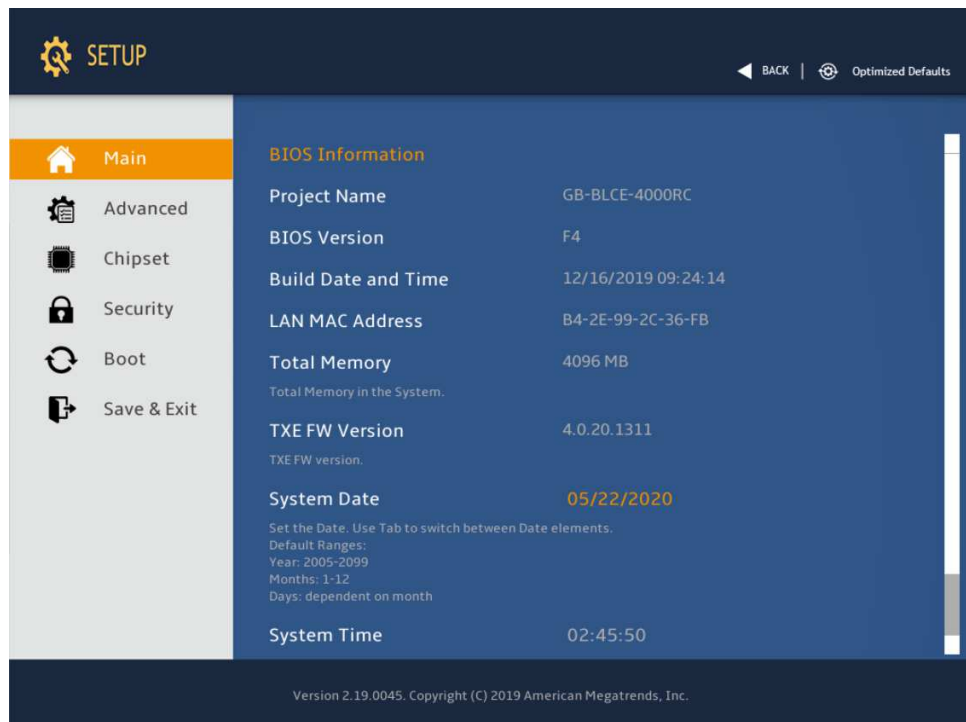 SETUP
BACK | Optimized Defaults
Main
Advanced
Chipset
Security
Boot
Save & Exit
BIOS Information
Project Name GB-BLCE-4000RC
BIOS Version F4
Build Date and Time 12/16/2019 09:24:14
LAN MAC Address B4-2E-99-2C-36-FB
Total Memory 4096 MB
Total Memory in the System.
TXE FW Version 4.0.20.1311
TXE FW version.
System Date 05/22/2020
Set the Date. Use Tab to switch between Date elements.
Default Ranges:
Year: 2005-2099
Months: 1-12
Days: dependent on month
System Time 02:45:50
Version 2.19.0045. Copyright (C) 2019 American Megatrends, Inc.